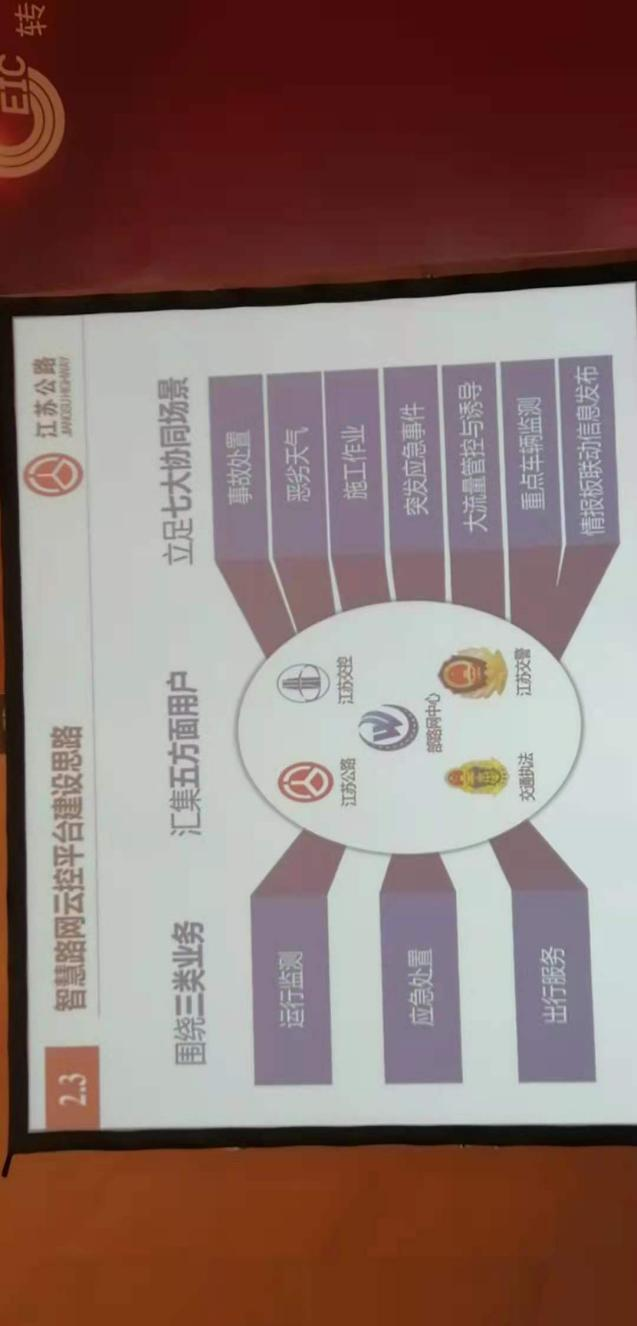 EIC 转
2.3 智慧路网云控平台建设思路
江苏公路
JIANGSU HIGHWAY
围绕三类业务
运行监测
应急处置
出行服务
汇集五方面用户
江苏公路
江苏交控
部路网中心
交通执法
江苏交警
立足七大协同场景
事故处置
恶劣天气
施工作业
突发应急事件
大流量管控与诱导
重点车辆监测
情报板联动信息发布